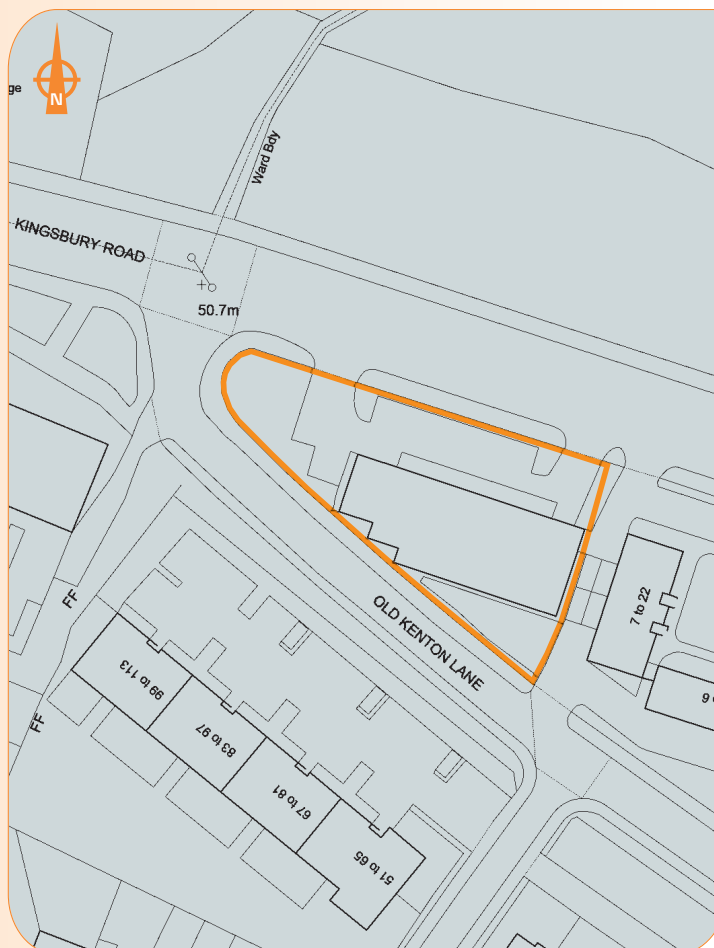 N
ge
Ward Bdy
KINGSBURY ROAD
50.7m
OLD KENTON LANE
7 to 22
FF
99 to 113
83 to 97
FF
67 to 81
51 to 65